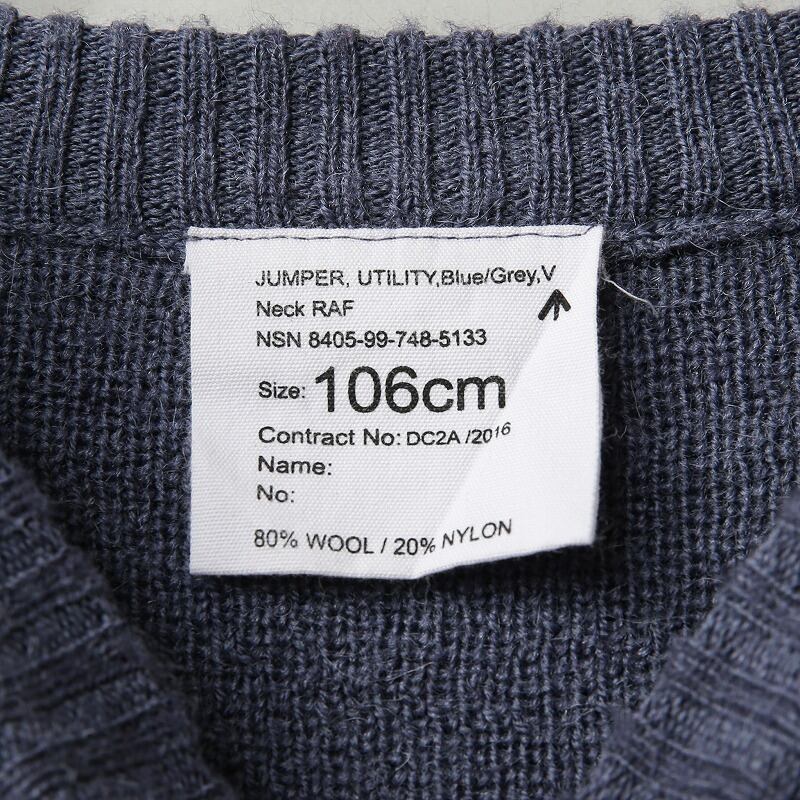 JUMPER, UTILITY,Blue/Grey,V
Neck RAF
NSN 8405-99-748-5133
Size: 106cm
Contract No: DC2A /2016
Name:
No:
80% WOOL / 20% NYLON